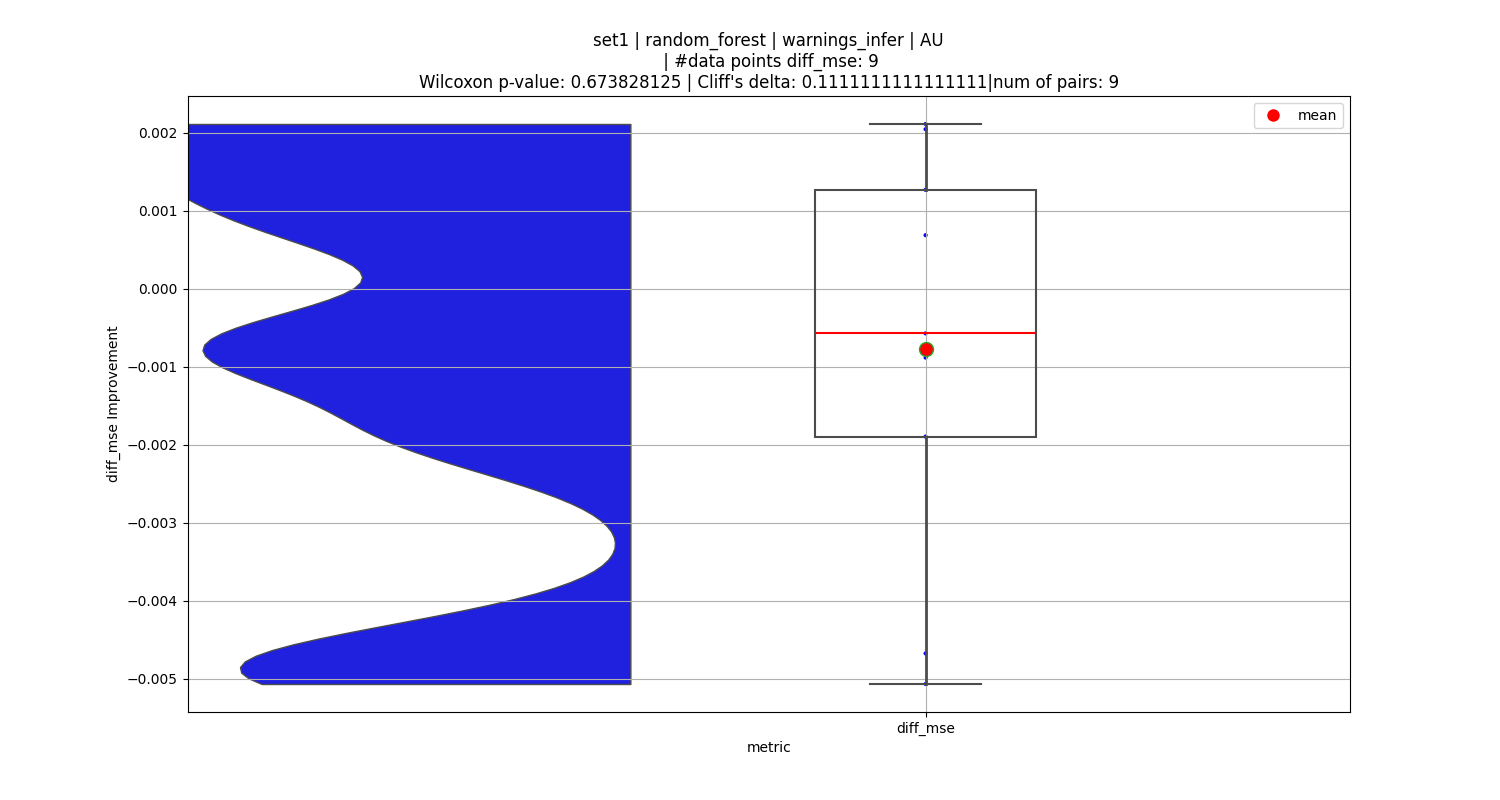 set1 | random_forest | warnings_infer | AU
| #data points diff_mse: 9
Wilcoxon p-value: 0.673828125 | Cliff's delta: 0.1111111111111111|num of pairs: 9
mean
0.002
0.001
0.000
−0.001
−0.002
−0.003
−0.004
−0.005
diff_mse Improvement
diff_mse
metric